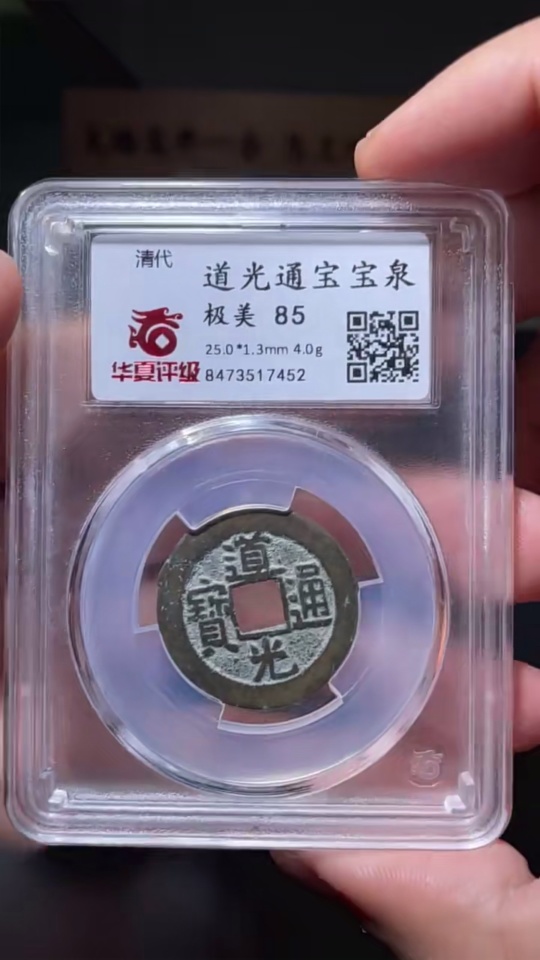 清代
道光通宝宝泉
极美 85
25.0*1.3mm 4.0g
华夏评级
8473517452
道光通寳